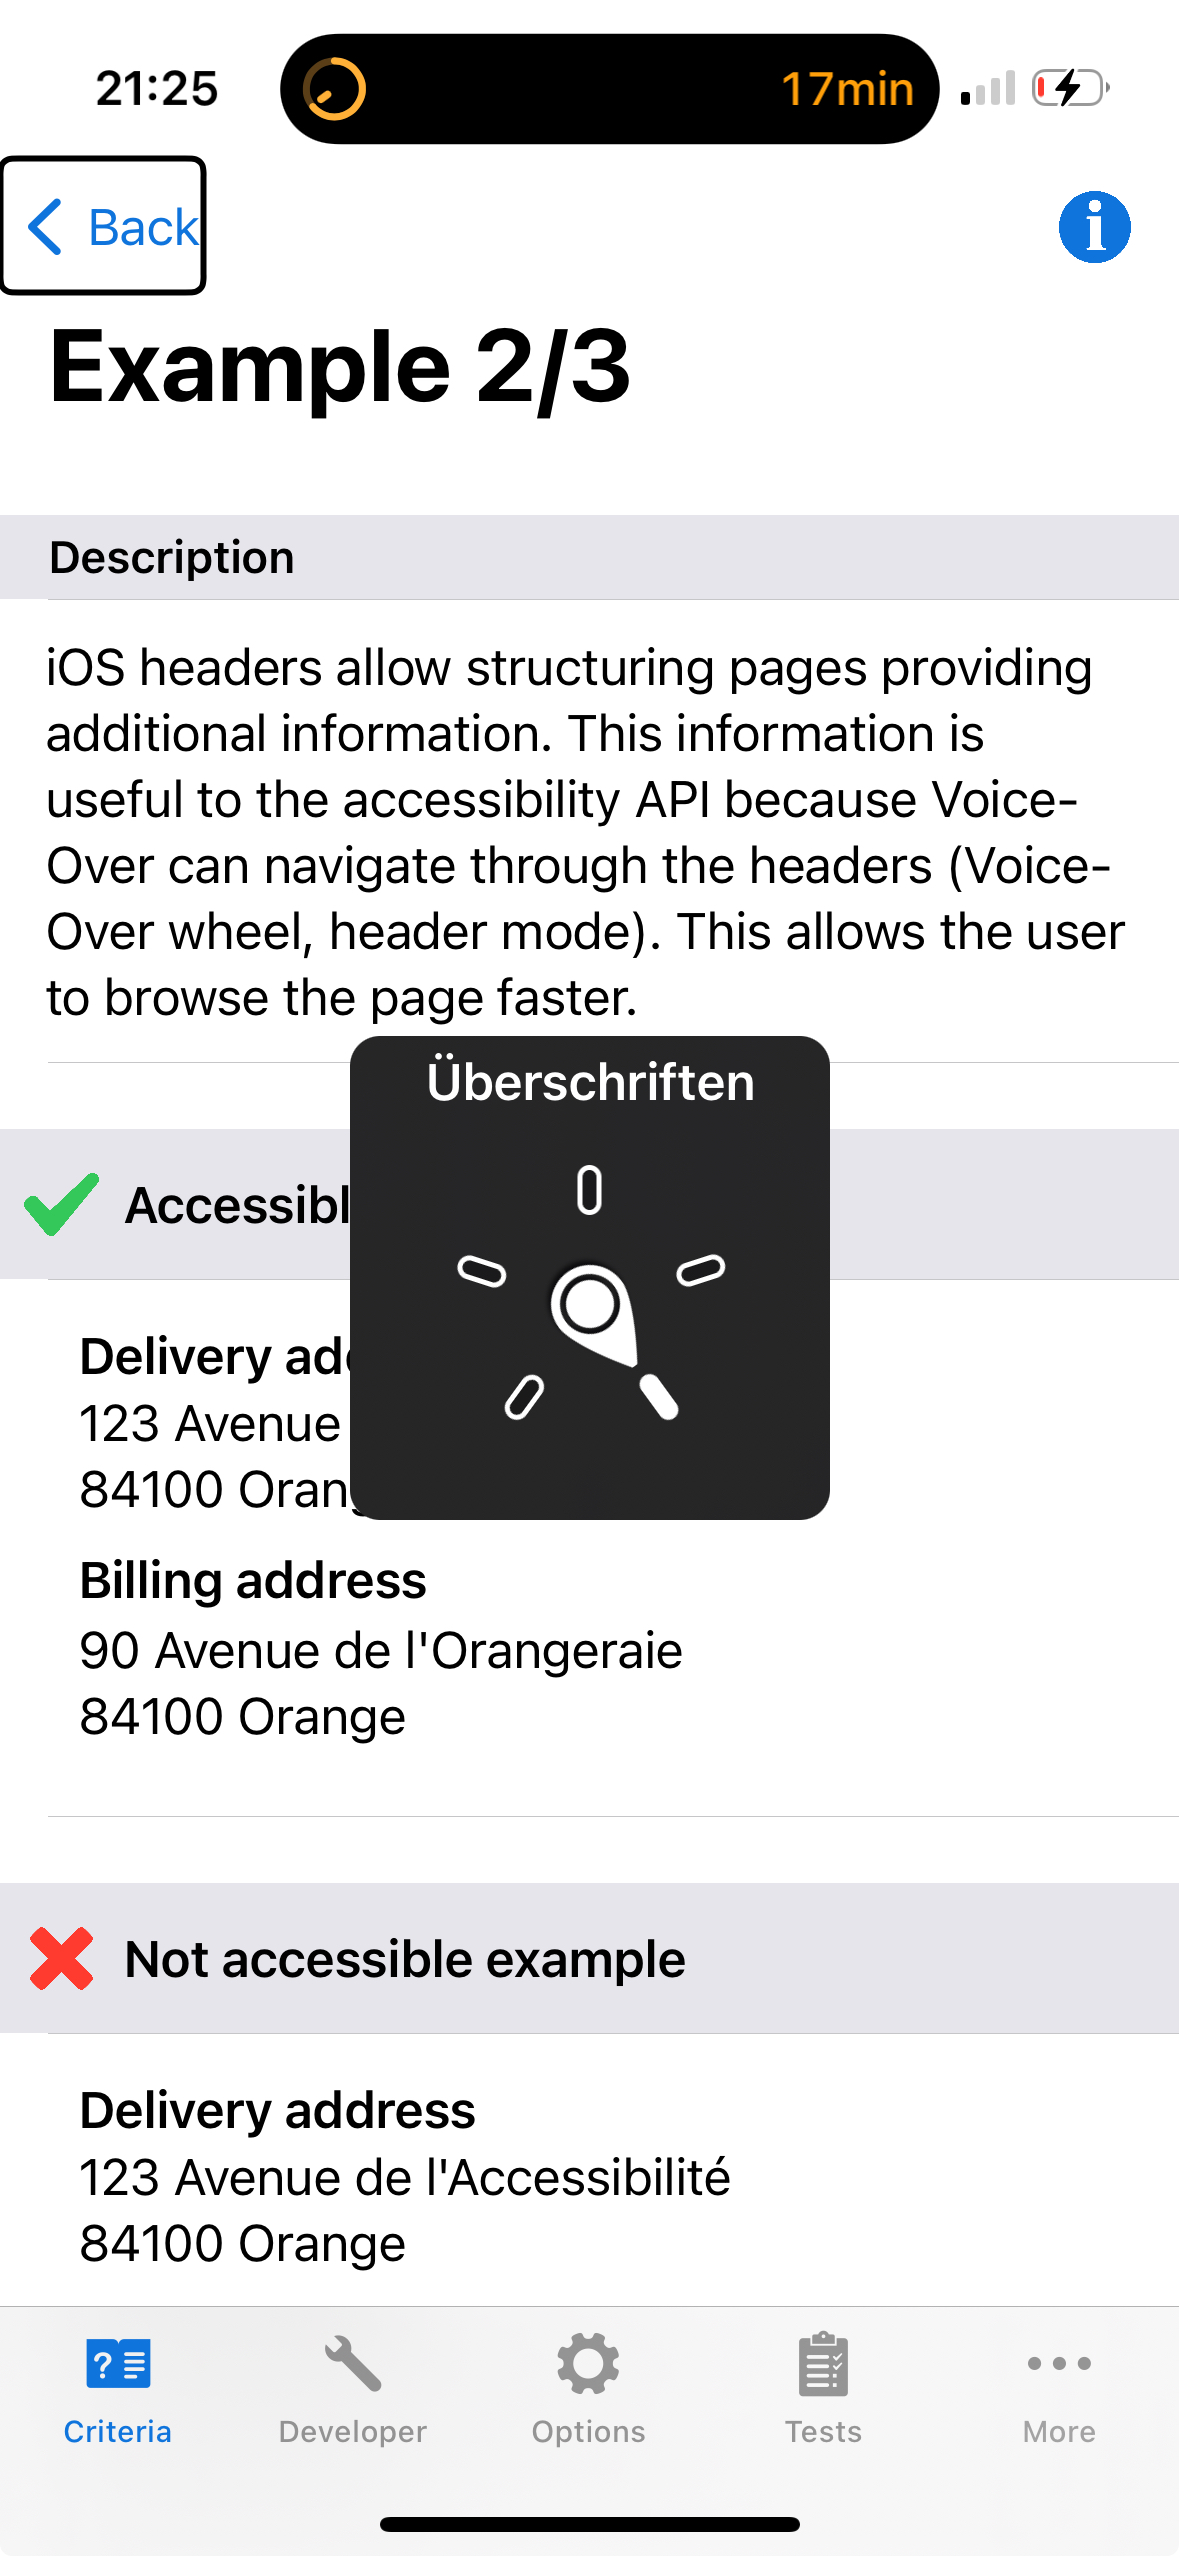 21:25
17min
Back
Example 2/3
Description
iOS headers allow structuring pages providing
additional information. This information is
useful to the accessibility API because Voice-
Over can navigate through the headers (Voice-
Over wheel, header mode). This allows the user
to browse the page faster.
Überschriften
Delivery
123 Avenue
84100
Billing address
90 Avenue de l'Orangeraie
84100 Orange
Not accessible example
Delivery address
123 Avenue de l'Accessibilité
84100 Orange
Criteria
Developer
Options
Tests
More